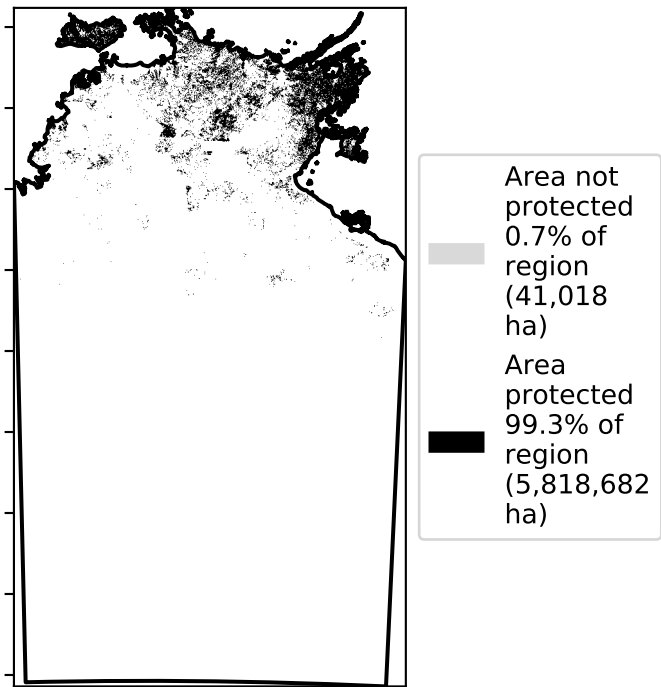 Area not
protected
0.7% of
region
(41,018
ha)
Area
protected
99.3% of
region
(5,818,682
ha)